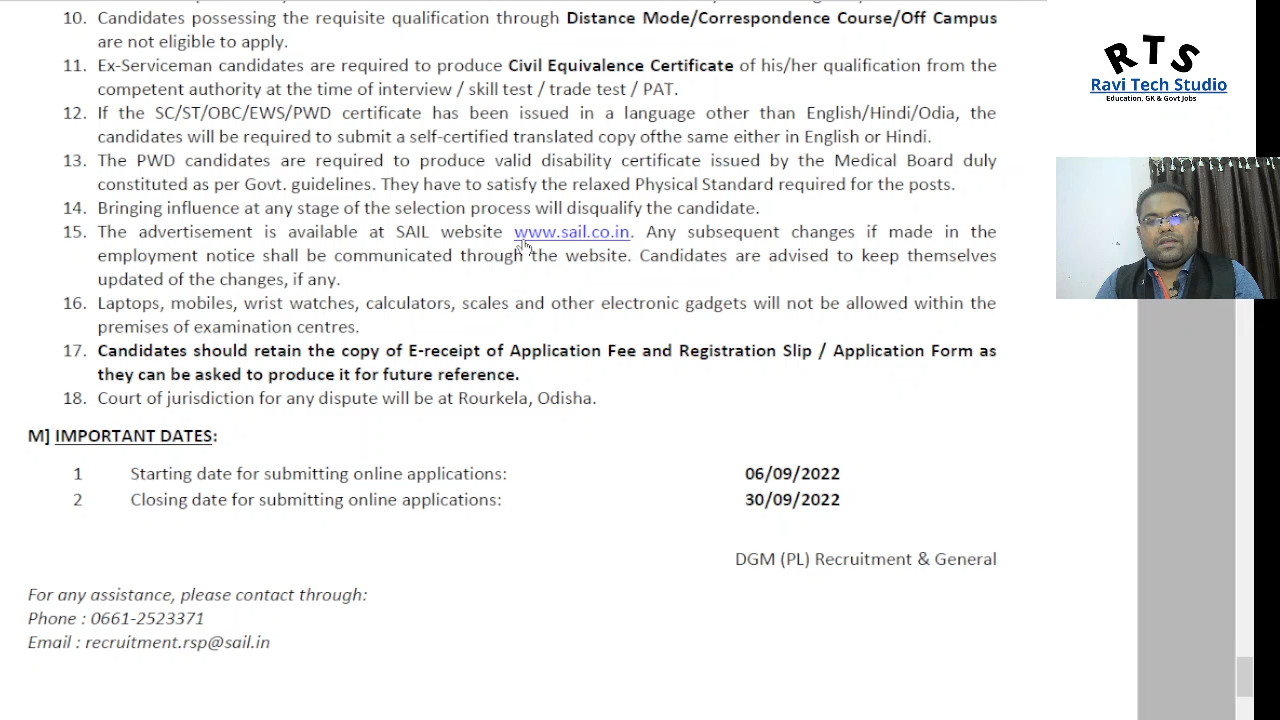 10. Candidates possessing the requisite qualification through Distance Mode/Correspondence Course/Off Campus
are not eligible to apply.
11. Ex-Serviceman candidates are required to produce Civil Equivalence Certificate of his/her qualification from the
competent authority at the time of interview / skill test / trade test / PAT.
12. If the SC/ST/OBC/EWS/PWD certificate has been issued in a language other than English/Hindi/Odia, the
candidates will be required to submit a self-certified translated copy ofthe same either in English or Hindi.
13. The PWD candidates are required to produce valid disability certificate issued by the Medical Board duly
constituted as per Govt. guidelines. They have to satisfy the relaxed Physical Standard required for the posts.
14. Bringing influence at any stage of the selection process will disqualify the candidate.
15. The advertisement is available at SAIL website www.sail.co.in. Any subsequent changes if made in the
employment notice shall be communicated through the website. Candidates are advised to keep themselves
updated of the changes, if any.
16. Laptops, mobiles, wrist watches, calculators, scales and other electronic gadgets will not be allowed within the
premises of examination centres.
17. Candidates should retain the copy of E-receipt of Application Fee and Registration Slip / Application Form as
they can be asked to produce it for future reference.
18. Court of jurisdiction for any dispute will be at Rourkela, Odisha.
M] IMPORTANT DATES:
1 Starting date for submitting online applications: 06/09/2022
2 Closing date for submitting online applications: 30/09/2022
DGM (PL) Recruitment & General
For any assistance, please contact through:
Phone : 0661-2523371
Email : recruitment.rsp@sail.in
RTS
Ravi Tech Studio
Education, GK & Govt Jobs